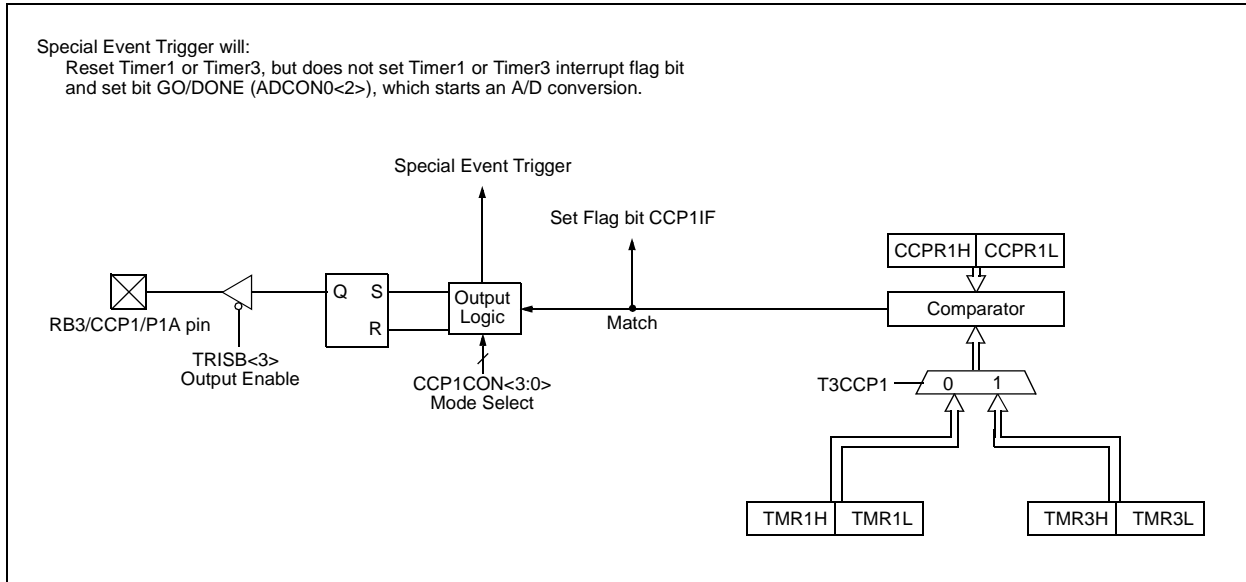 Special Event Trigger will:
Reset Timer1 or Timer3, but does not set Timer1 or Timer3 interrupt flag bit
and set bit GO/DONE (ADCON0<2>), which starts an A/D conversion.
Special Event Trigger
Set Flag bit CCP1IF
CCPR1H CCPR1L
Q S
R
Output
Logic
Comparator
RB3/CCP1/P1A pin
Match
TRISB<3>
Output Enable
CCP1CON<3:0>
Mode Select
T3CCP1
0 1
TMR1H TMR1L
TMR3H TMR3L